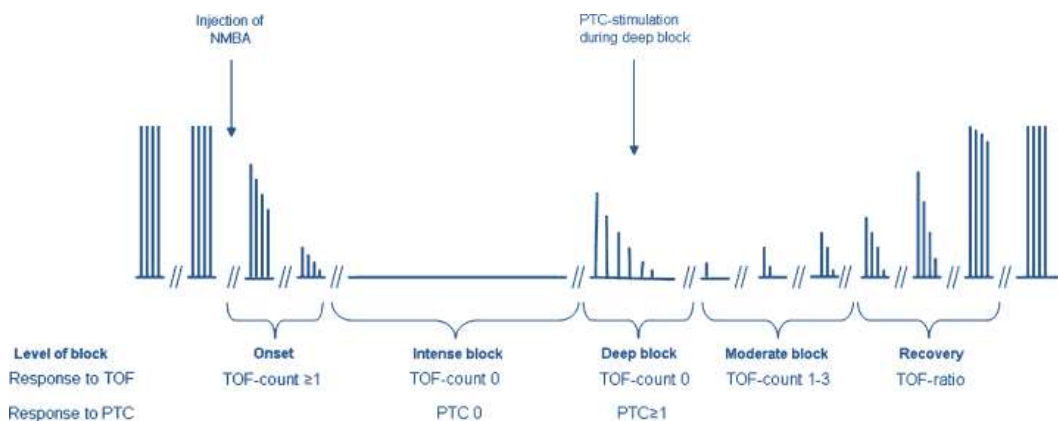 Injection of
NMBA
PTC-stimulation
during deep block
Level of block Onset Intense block Deep block Moderate block Recovery
Response to TOF TOF-count ≥1 TOF-count 0 TOF-count 0 TOF-count 1-3 TOF-ratio
Response to PTC PTC 0 PTC≥1